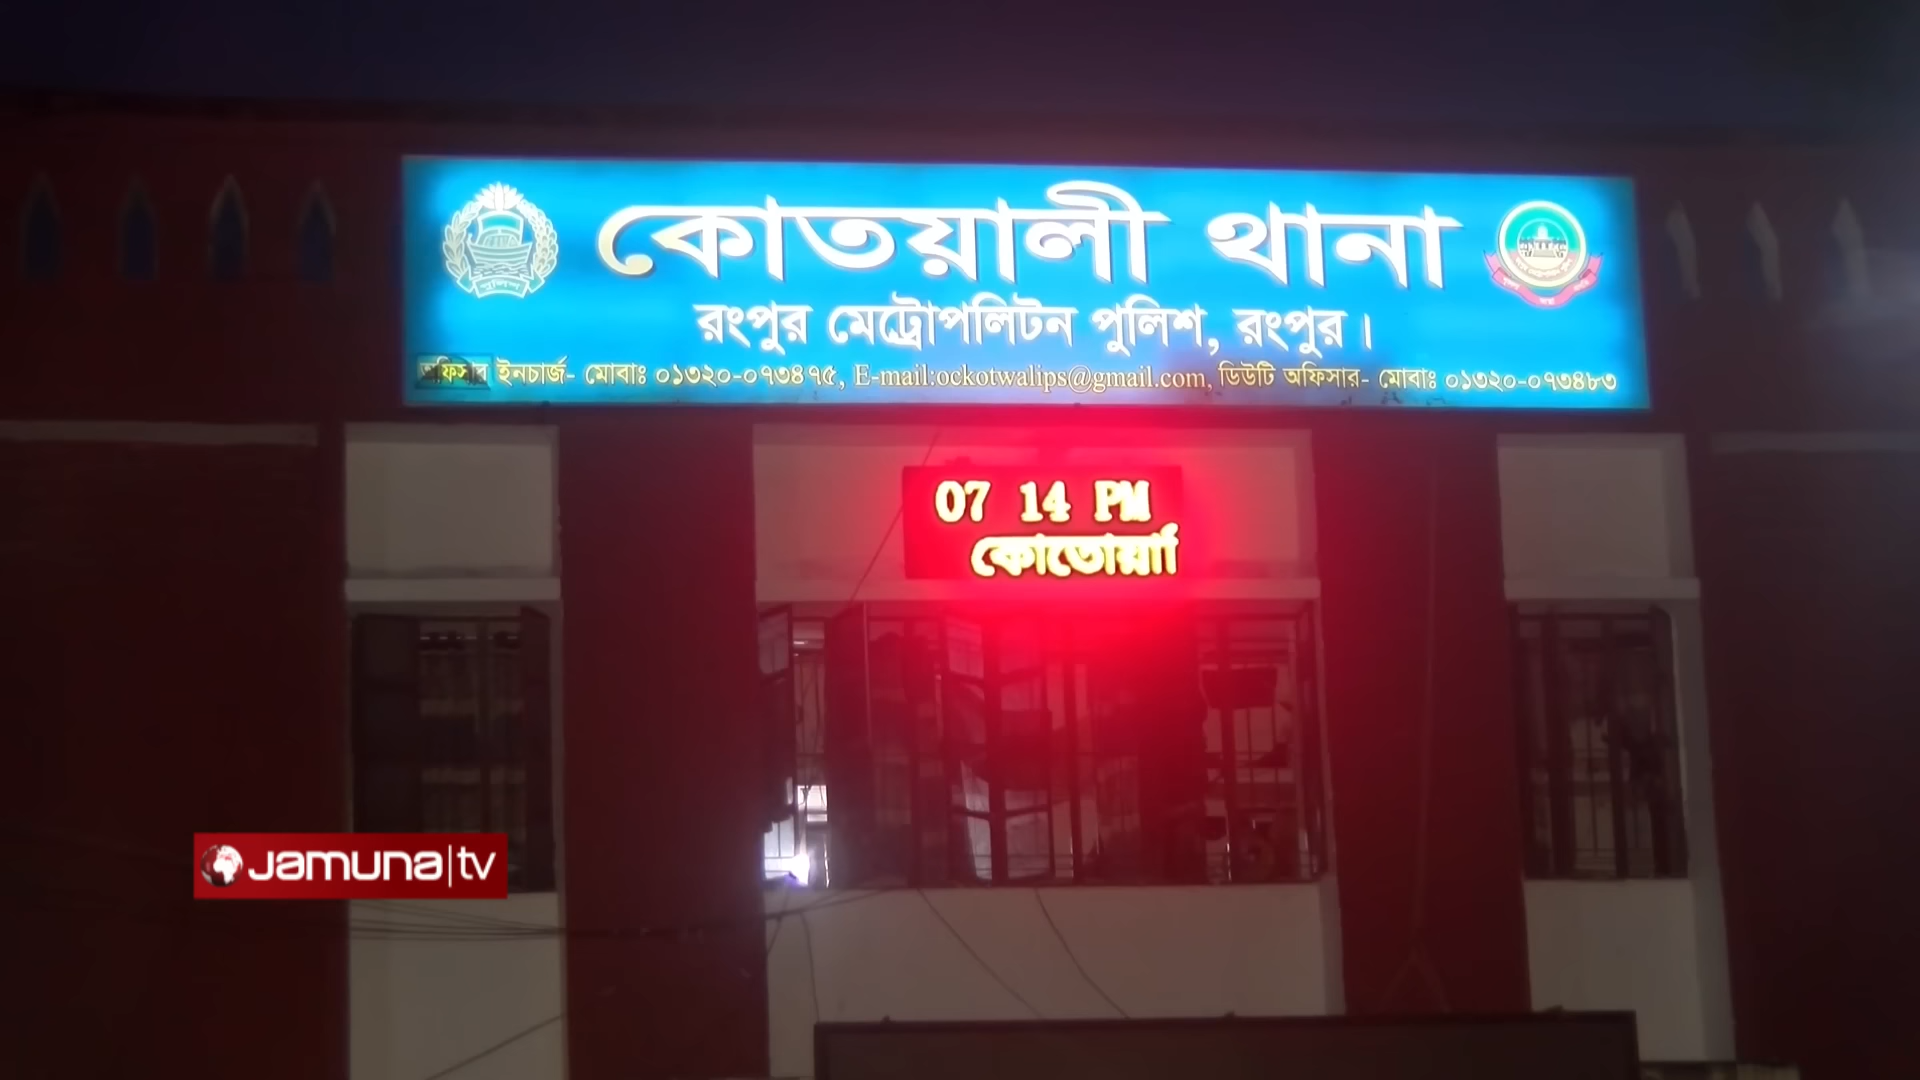 কোতয়ালী থানা
রংপুর মেট্রোপলিটন পুলিশ, রংপুর।
অফিসার ইনচার্জ- মোবাঃ ০১৩২০-০৭৩৪৭৫, E-mail:ockotwalips@gmail.com, ডিউটি অফিসার- মোবাঃ ০১৩২০-০৭৩৪৮৩
পুলিশ
07 14 PM
কোতোয়া
JAMUNA|tv